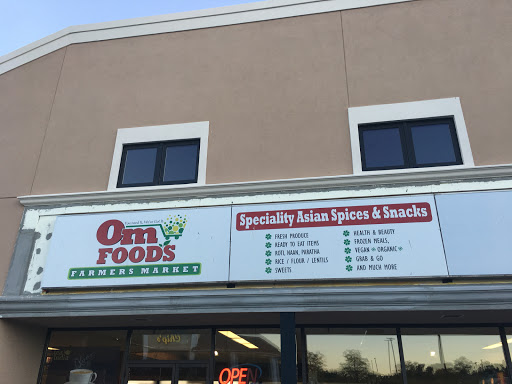 Om
FOODS
FARMERS MARKET
Speciality Asian Spices & Snacks
FRESH PRODUCE
READY TO EAT ITEMS
ROTI, NAAN, PARATHA
RICE / FLOUR / LENTILS
SWEETS
HEALTH & BEAUTY
FROZEN MEALS,
VEGAN ORGANIC
GRAB & GO
AND MUCH MORE
OPEN